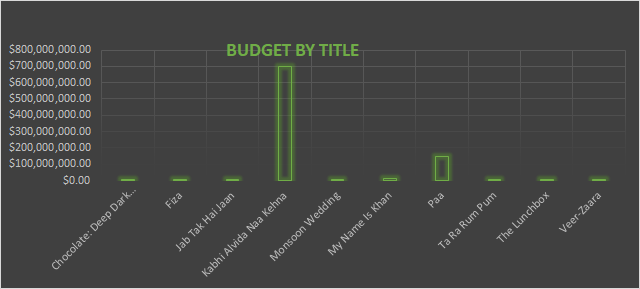 BUDGET BY TITLE
$800,000,000.00
$700,000,000.00
$600,000,000.00
$500,000,000.00
$400,000,000.00
$300,000,000.00
$200,000,000.00
$100,000,000.00
$0.00
Chocolate: Deep Dark...
Fiza
Jab Tak Hai Jaan
Kabhi Alvida Naa Kehna
Monsoon Wedding
My Name Is Khan
Paa
Ta Ra Rum Pum
The Lunchbox
Veer-Zaara